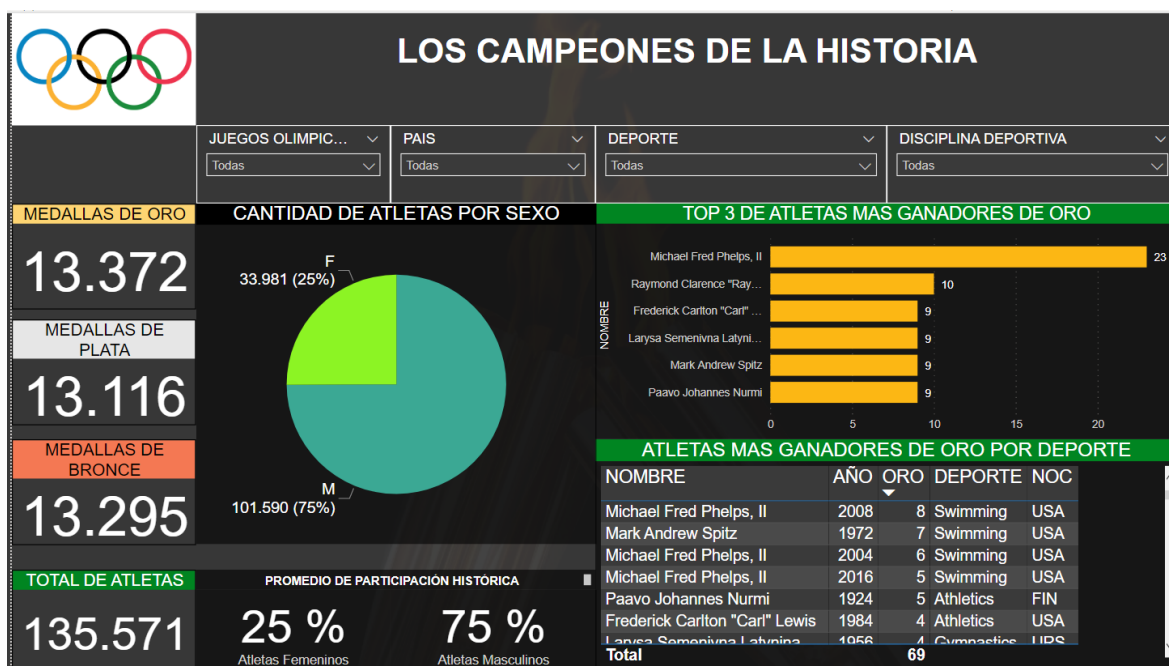 LOS CAMPEONES DE LA HISTORIA
JUEGOS OLIMPIC...
Todas
PAIS
Todas
DEPORTE
Todas
DISCIPLINA DEPORTIVA
Todas
MEDALLAS DE ORO
13.372
MEDALLAS DE
PLATA
13.116
MEDALLAS DE
BRONCE
13.295
TOTAL DE ATLETAS
135.571
CANTIDAD DE ATLETAS POR SEXO
F
33.981 (25%)
M
101.590 (75%)
PROMEDIO DE PARTICIPACIÓN HISTÓRICA
25 % 75 %
Atletas Femeninos Atletas Masculinos
TOP 3 DE ATLETAS MAS GANADORES DE ORO
NOMBRE
Michael Fred Phelps, II 23
Raymond Clarence "Ray... 10
Frederick Carlton "Carl" ... 9
Larysa Semenivna Latyni... 9
Mark Andrew Spitz 9
Paavo Johannes Nurmi 9
0 5 10 15 20
ATLETAS MAS GANADORES DE ORO POR DEPORTE
NOMBRE AÑO ORO DEPORTE NOC
Michael Fred Phelps, II 2008 8 Swimming USA
Mark Andrew Spitz 1972 7 Swimming USA
Michael Fred Phelps, II 2004 6 Swimming USA
Michael Fred Phelps, II 2016 5 Swimming USA
Paavo Johannes Nurmi 1924 5 Athletics FIN
Frederick Carlton "Carl" Lewis 1984 4 Athletics USA
Larysa Semenivna Latynina 1956 4 Gymnastics URS
Total 69